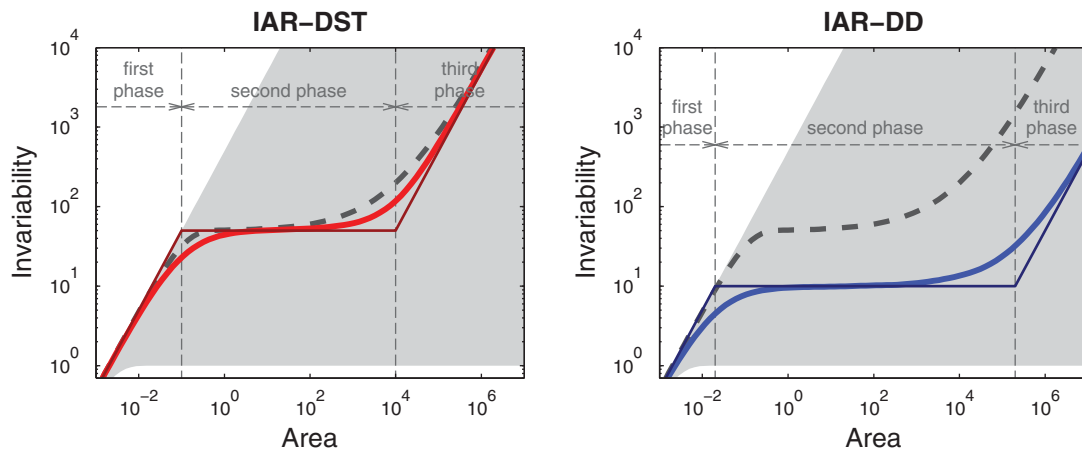 IAR−DST
Invariability
10^4
10^3
10^2
10^1
10^0
first
phase
second phase
third
phase
10^−2
10^0
10^2
10^4
10^6
Area
IAR−DD
Invariability
10^4
10^3
10^2
10^1
10^0
first
phase
second phase
third
phase
10^−2
10^0
10^2
10^4
10^6
Area